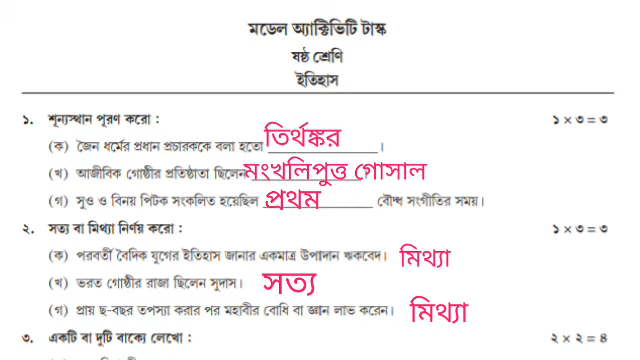 মডেল অ্যাক্টিভিটি টাস্ক
ষষ্ঠ শ্রেণি
ইতিহাস
১. শূন্যস্থান পূরণ করো : ১ × ৩ = ৩
(ক) জৈন ধর্মের প্রধান প্রচারককে বলা হতো তির্থঙ্কর ।
(খ) আজীবিক গোষ্ঠীর প্রতিষ্ঠাতা ছিলেন মংখলিপুত্ত গোসাল
(গ) সূত্ত ও বিনয় পিটক সংকলিত হয়েছিল প্রথম বৌদ্ধ সংগীতির সময়।
২. সত্য বা মিথ্যা নির্ণয় করো : ১ × ৩ = ৩
(ক) পরবর্তী বৈদিক যুগের ইতিহাস জানার একমাত্র উপাদান ঋকবেদ। মিথ্যা
(খ) ভরত গোষ্ঠীর রাজা ছিলেন সুদাস। সত্য
(গ) প্রায় ছ-বছর তপস্যা করার পর মহাবীর বোধি বা জ্ঞান লাভ করেন। মিথ্যা
৩. একটি বা দুটি বাক্যে লেখো : ২ × ২ = ৪